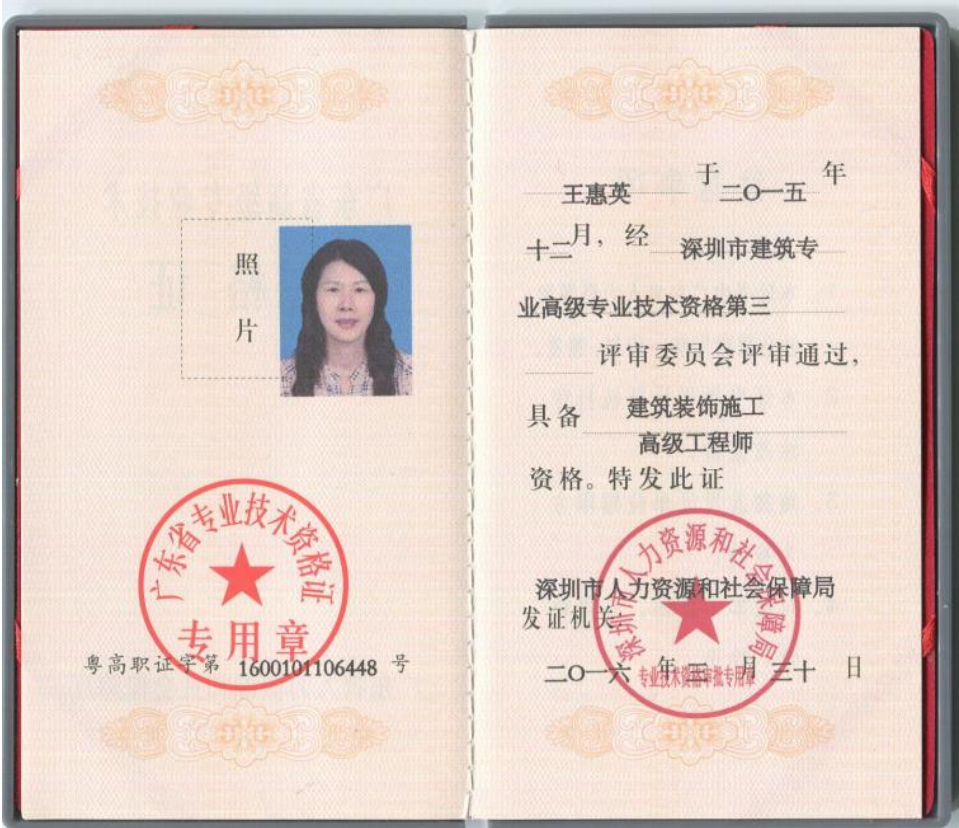 照
片
广东省专业技术资格证
专用章
粤高职证字第 1600101106448 号
王惠英 于 二〇一五 年
十二月，经 深圳市建筑专
业高级专业技术资格第三
评审委员会评审通过，
具备 建筑装饰施工
高级工程师
资格。特发此证
深圳市人力资源和社会保障局
深圳市人力资源和社会保障局
发证机关：
二〇一六 年 三 月 三十 日
专业技术资格审批专用章